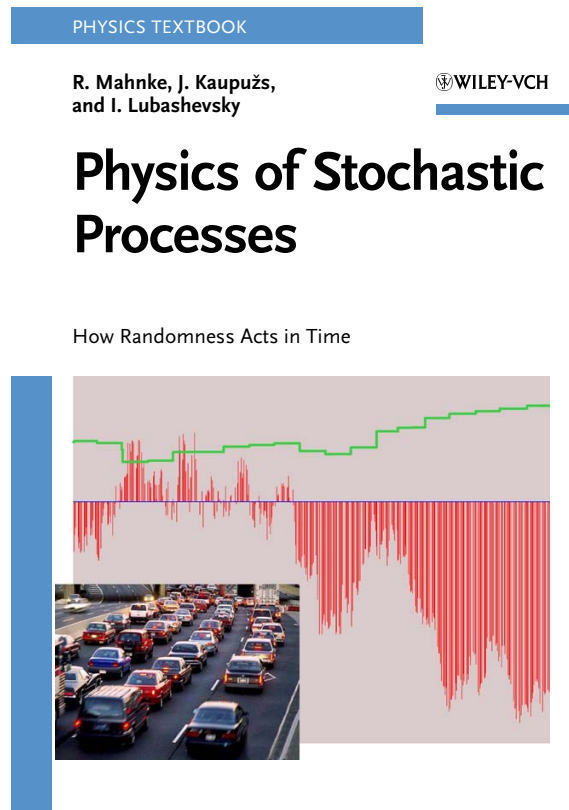 PHYSICS TEXTBOOK
R. Mahnke, J. Kaupužs,
and I. Lubashevsky
WILEY-VCH
Physics of Stochastic
Processes
How Randomness Acts in Time